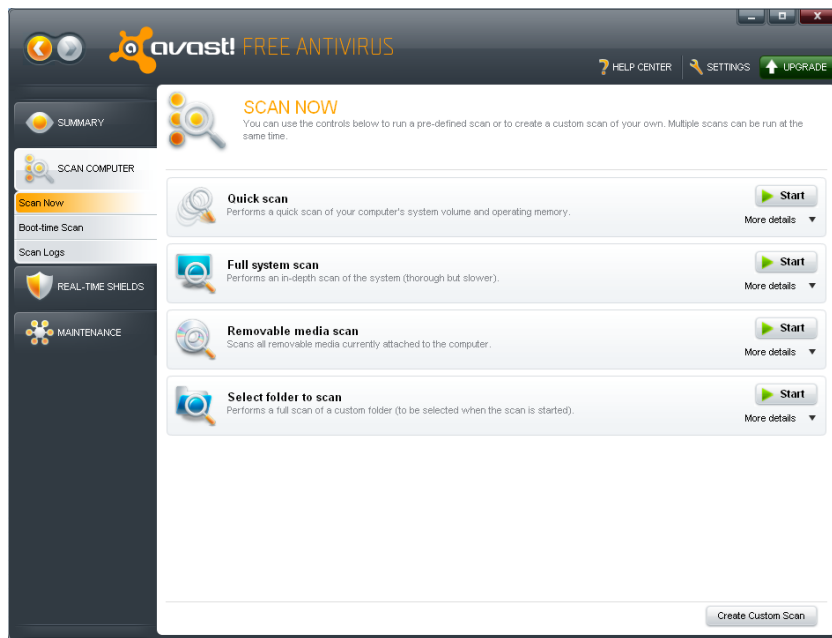 avast! FREE ANTIVIRUS
HELP CENTER
SETTINGS
UPGRADE
SUMMARY
SCAN COMPUTER
Scan Now
Boot-time Scan
Scan Logs
REAL-TIME SHIELDS
MAINTENANCE
SCAN NOW
You can use the controls below to run a pre-defined scan or to create a custom scan of your own. Multiple scans can be run at the
same time.
Quick scan
Performs a quick scan of your computer's system volume and operating memory.
Start
More details
Full system scan
Performs an in-depth scan of the system (thorough but slower).
Start
More details
Removable media scan
Scans all removable media currently attached to the computer.
Start
More details
Select folder to scan
Performs a full scan of a custom folder (to be selected when the scan is started).
Start
More details
Create Custom Scan